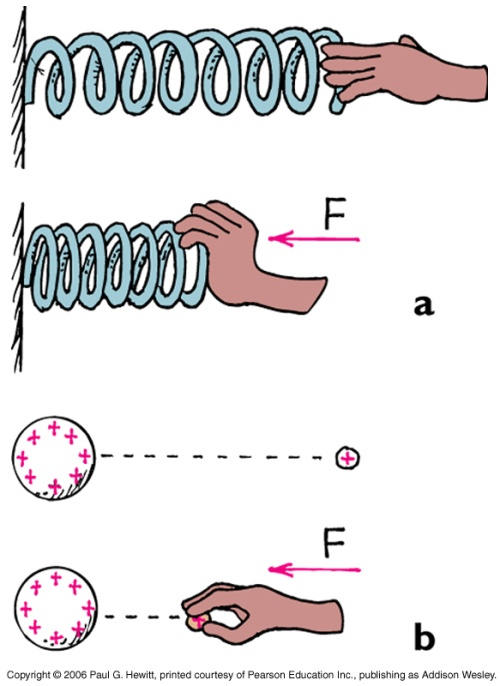 F
a
F
b
Copyright © 2006 Paul G. Hewitt, printed courtesy of Pearson Education Inc., publishing as Addison Wesley.